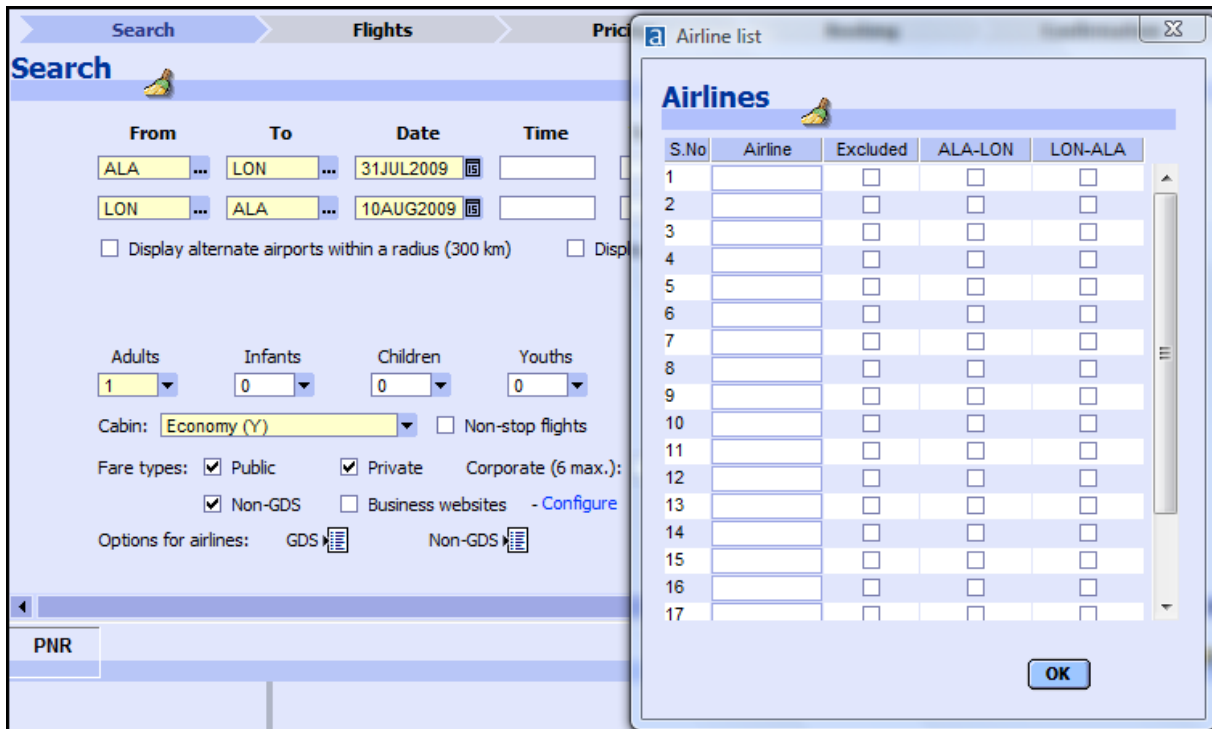 Search Flights Prici
Search
From To Date Time
ALA ... LON ... 31JUL2009 15
LON ... ALA ... 10AUG2009 15
Display alternate airports within a radius (300 km) Displ
Adults Infants Children Youths
1 0 0 0
Cabin: Economy (Y) Non-stop flights
Fare types: Public Private Corporate (6 max.):
Non-GDS Business websites - Configure
Options for airlines: GDS Non-GDS
PNR
a Airline list
Airlines
S.No Airline Excluded ALA-LON LON-ALA
1
2
3
4
5
6
7
8
9
10
11
12
13
14
15
16
17
OK